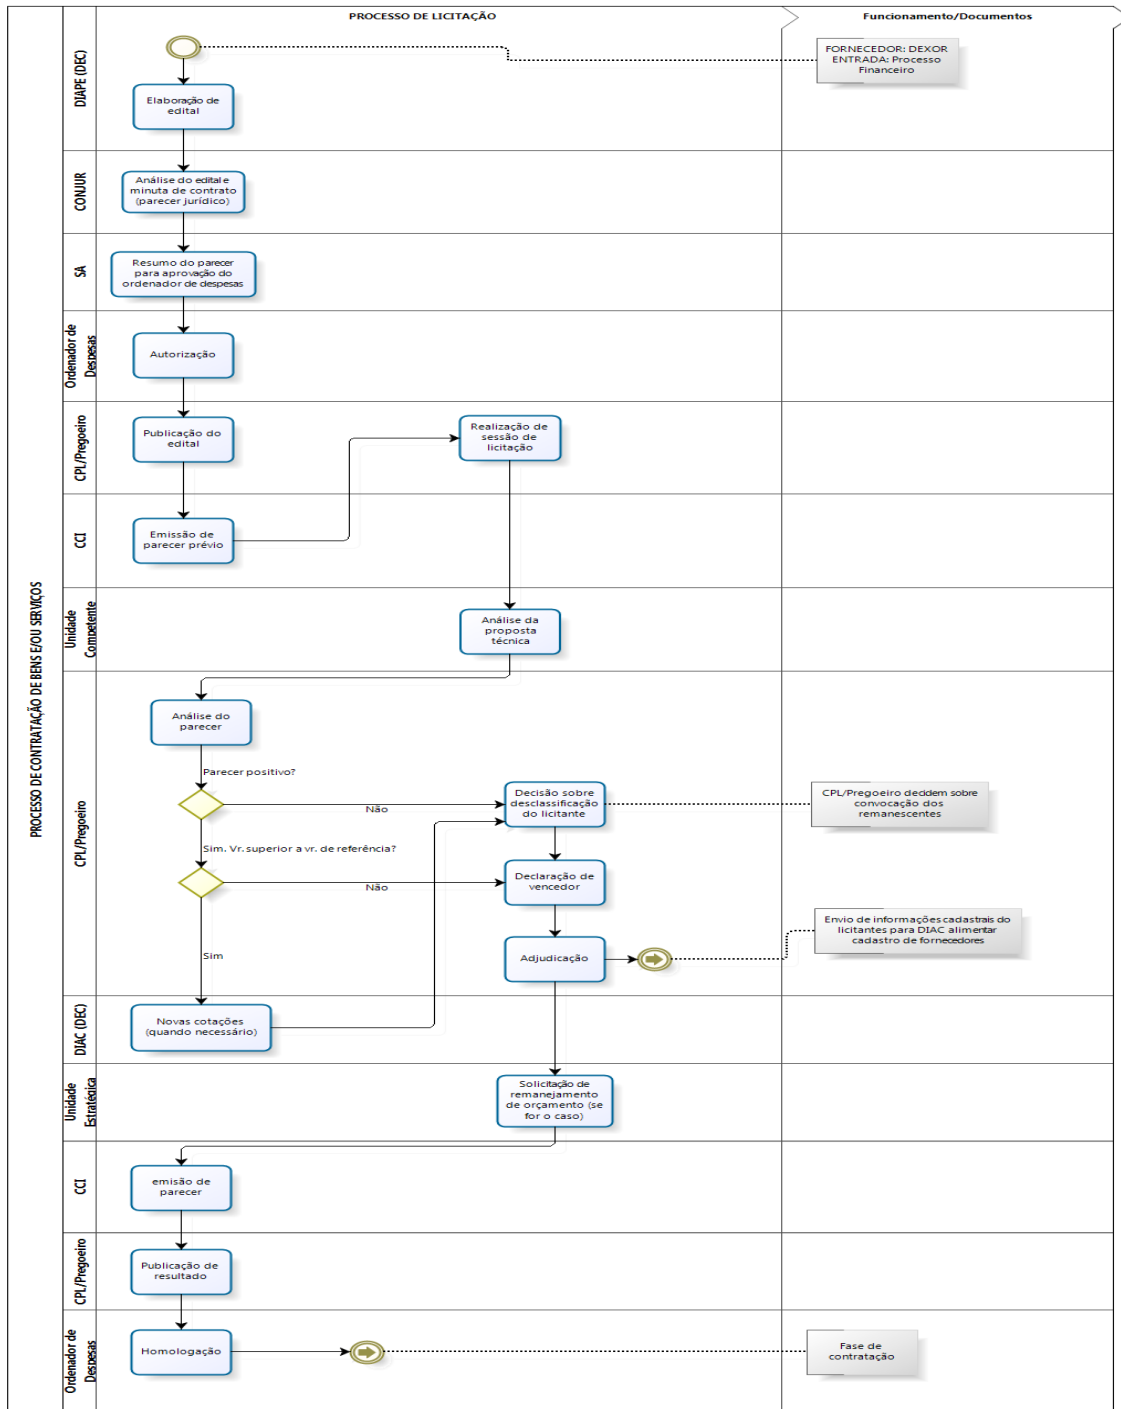 PROCESSO DE LICITAÇÃO
Funcionamento/Documentos
PROCESSO DE CONTRATAÇÃO DE BENS E/OU SERVIÇOS
DIAPE (DEC)
FORNECEDOR: DEXOR
ENTRADA: Processo
Financeiro
Elaboração de
edital
CONJUR
Análise do edital e
minuta de contrato
(parecer jurídico)
SA
Resumo do parecer
para aprovação do
ordenador de despesas
Ordenador de
Despesas
Autorização
CPL/Pregoeiro
Publicação do
edital
Realização de
sessão de
licitação
CCI
Emissão de
parecer prévio
Unidade
Competente
Análise da
proposta
técnica
CPL/Pregoeiro
Análise do
parecer
Parecer positivo?
Não
Decisão sobre
desclassificação
do licitante
CPL/Pregoeiro decidem sobre
convocação dos
remanescentes
Sim. Vr. superior a vr. de referência?
Não
Declaração de
vencedor
Sim
Adjudicação
Envio de informações cadastrais do
licitantes para DIAC alimentar
cadastro de fornecedores
DIAC (DEC)
Novas cotações
(quando necessário)
Unidade
Estratégica
Solicitação de
remanejamento
de orçamento (se
for o caso)
CCI
emisão de
parecer
CPL/Pregoeiro
Publicação de
resultado
Ordenador de
Despesas
Homologação
Fase de
contratação